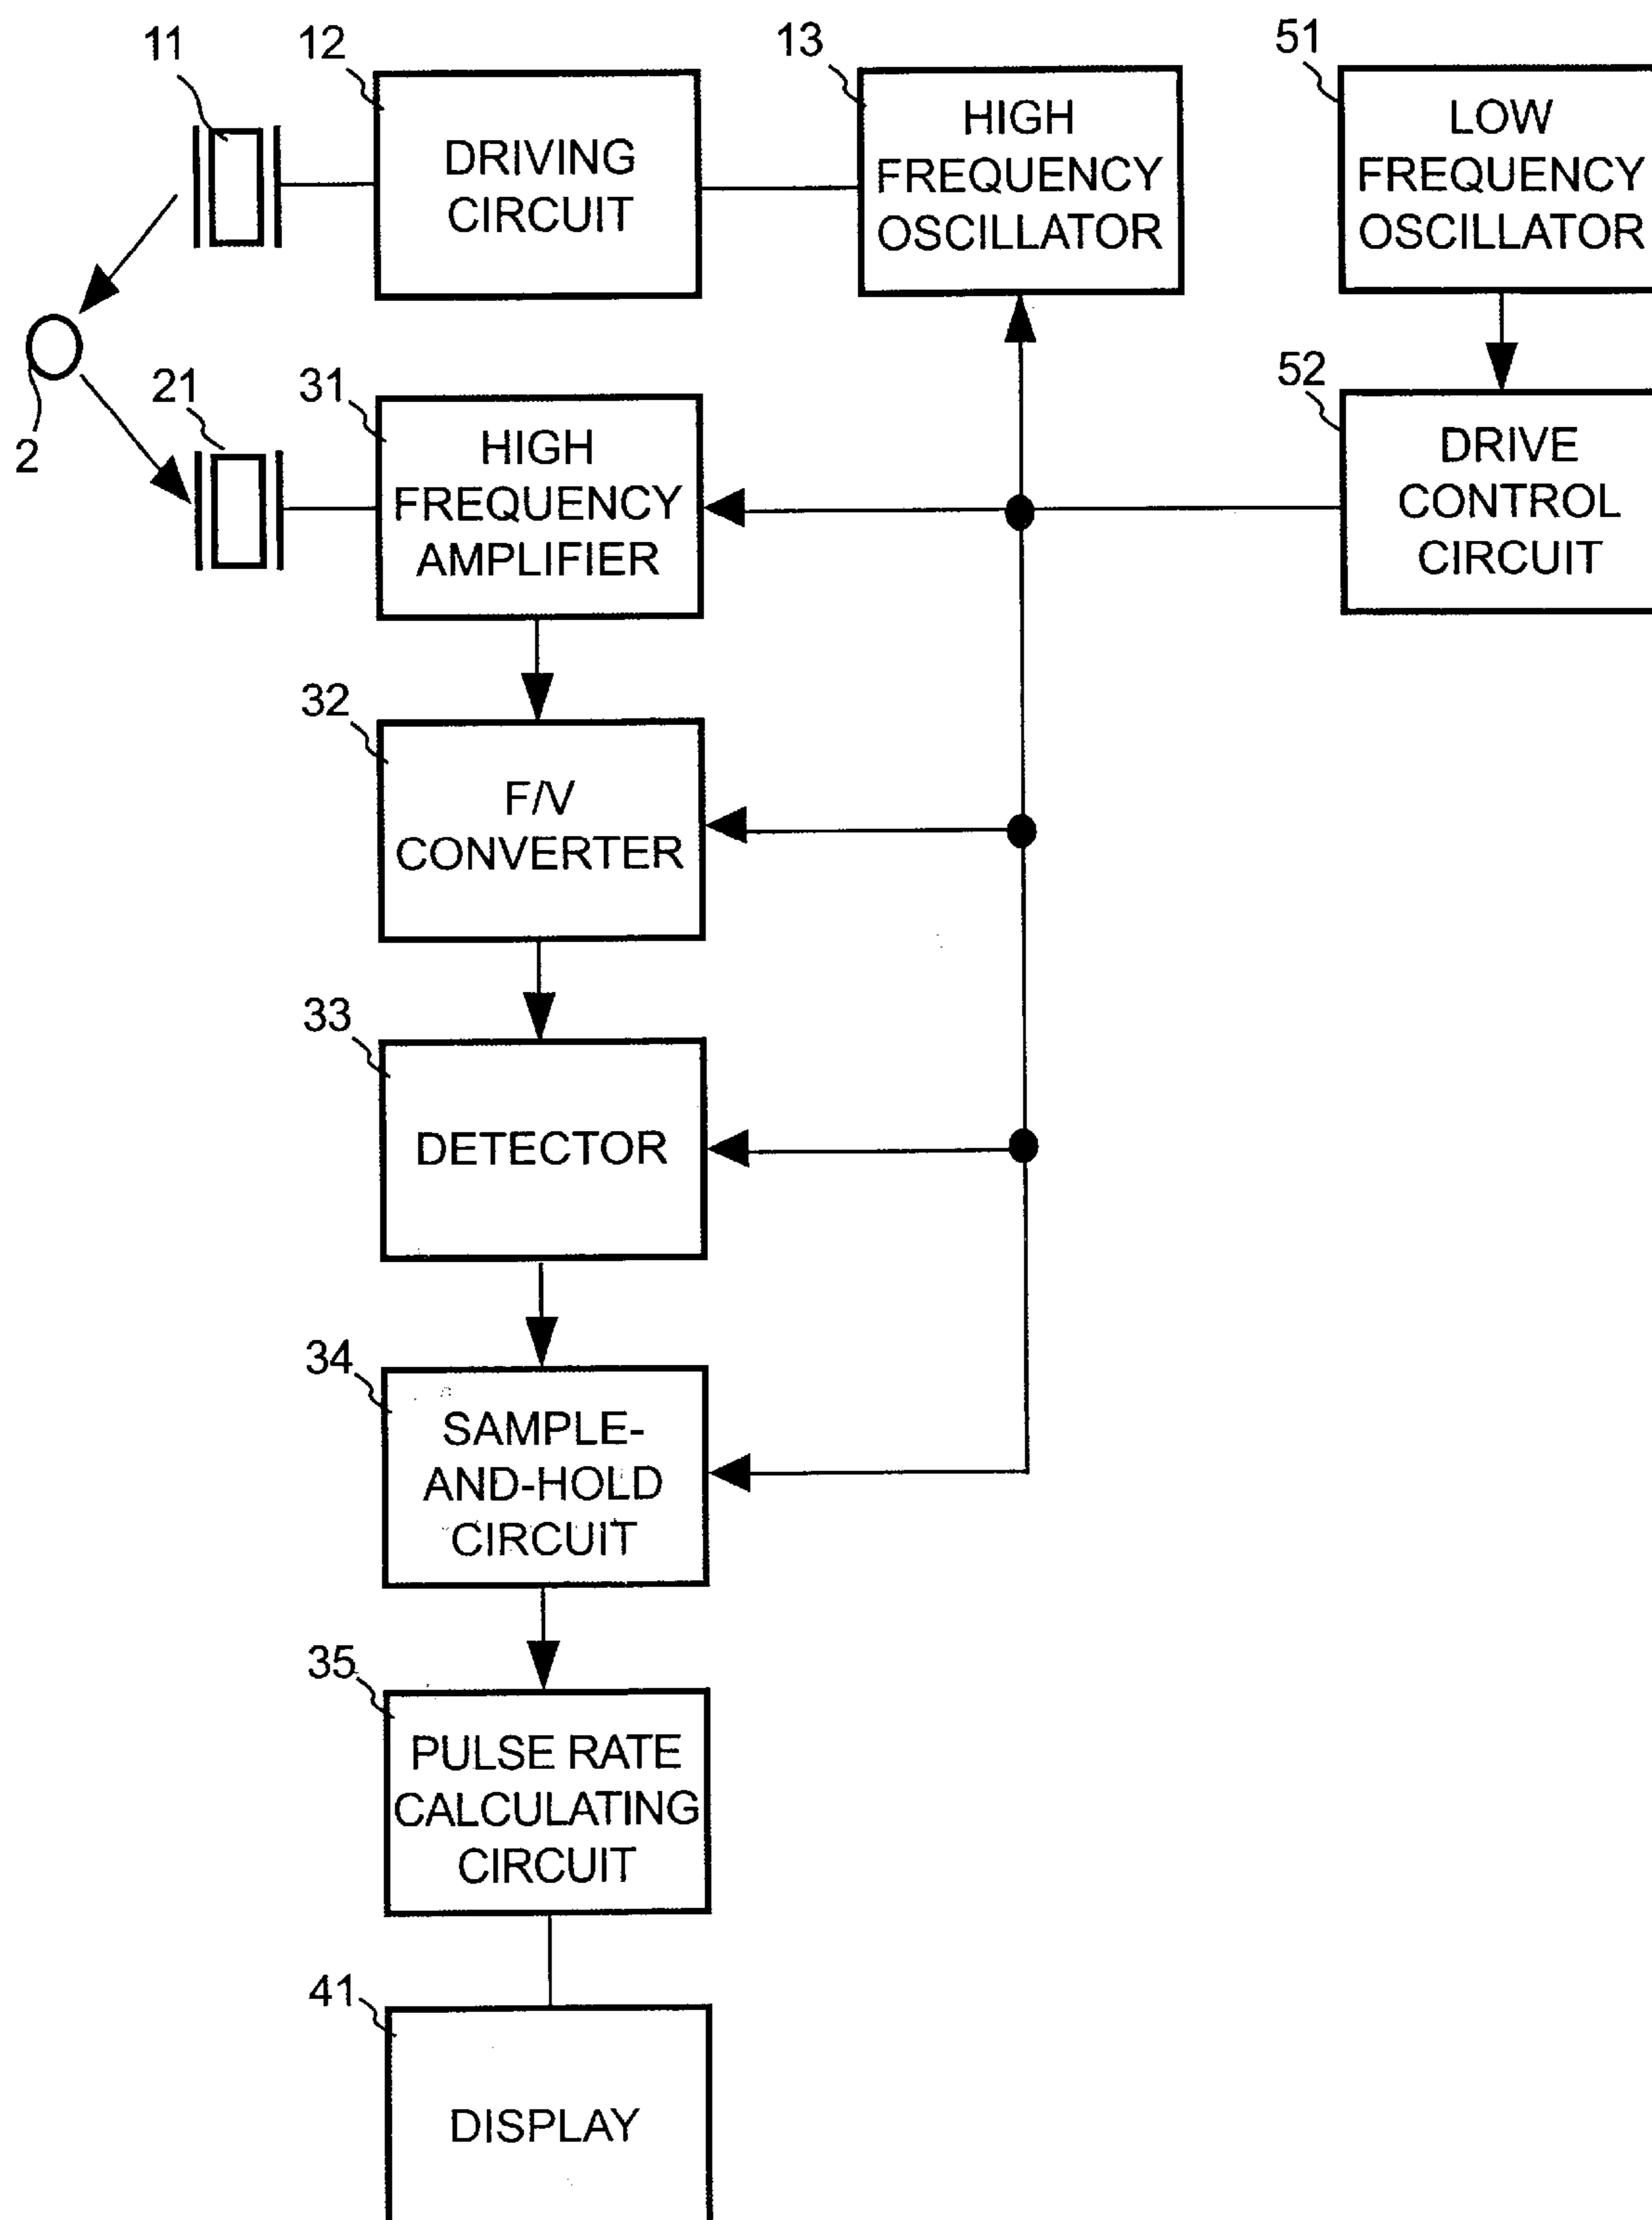 11
12
DRIVING
CIRCUIT
13
HIGH
FREQUENCY
OSCILLATOR
51
LOW
FREQUENCY
OSCILLATOR
2
21
31
HIGH
FREQUENCY
AMPLIFIER
52
DRIVE
CONTROL
CIRCUIT
32
F/V
CONVERTER
33
DETECTOR
34
SAMPLE-
AND-HOLD
CIRCUIT
35
PULSE RATE
CALCULATING
CIRCUIT
41
DISPLAY